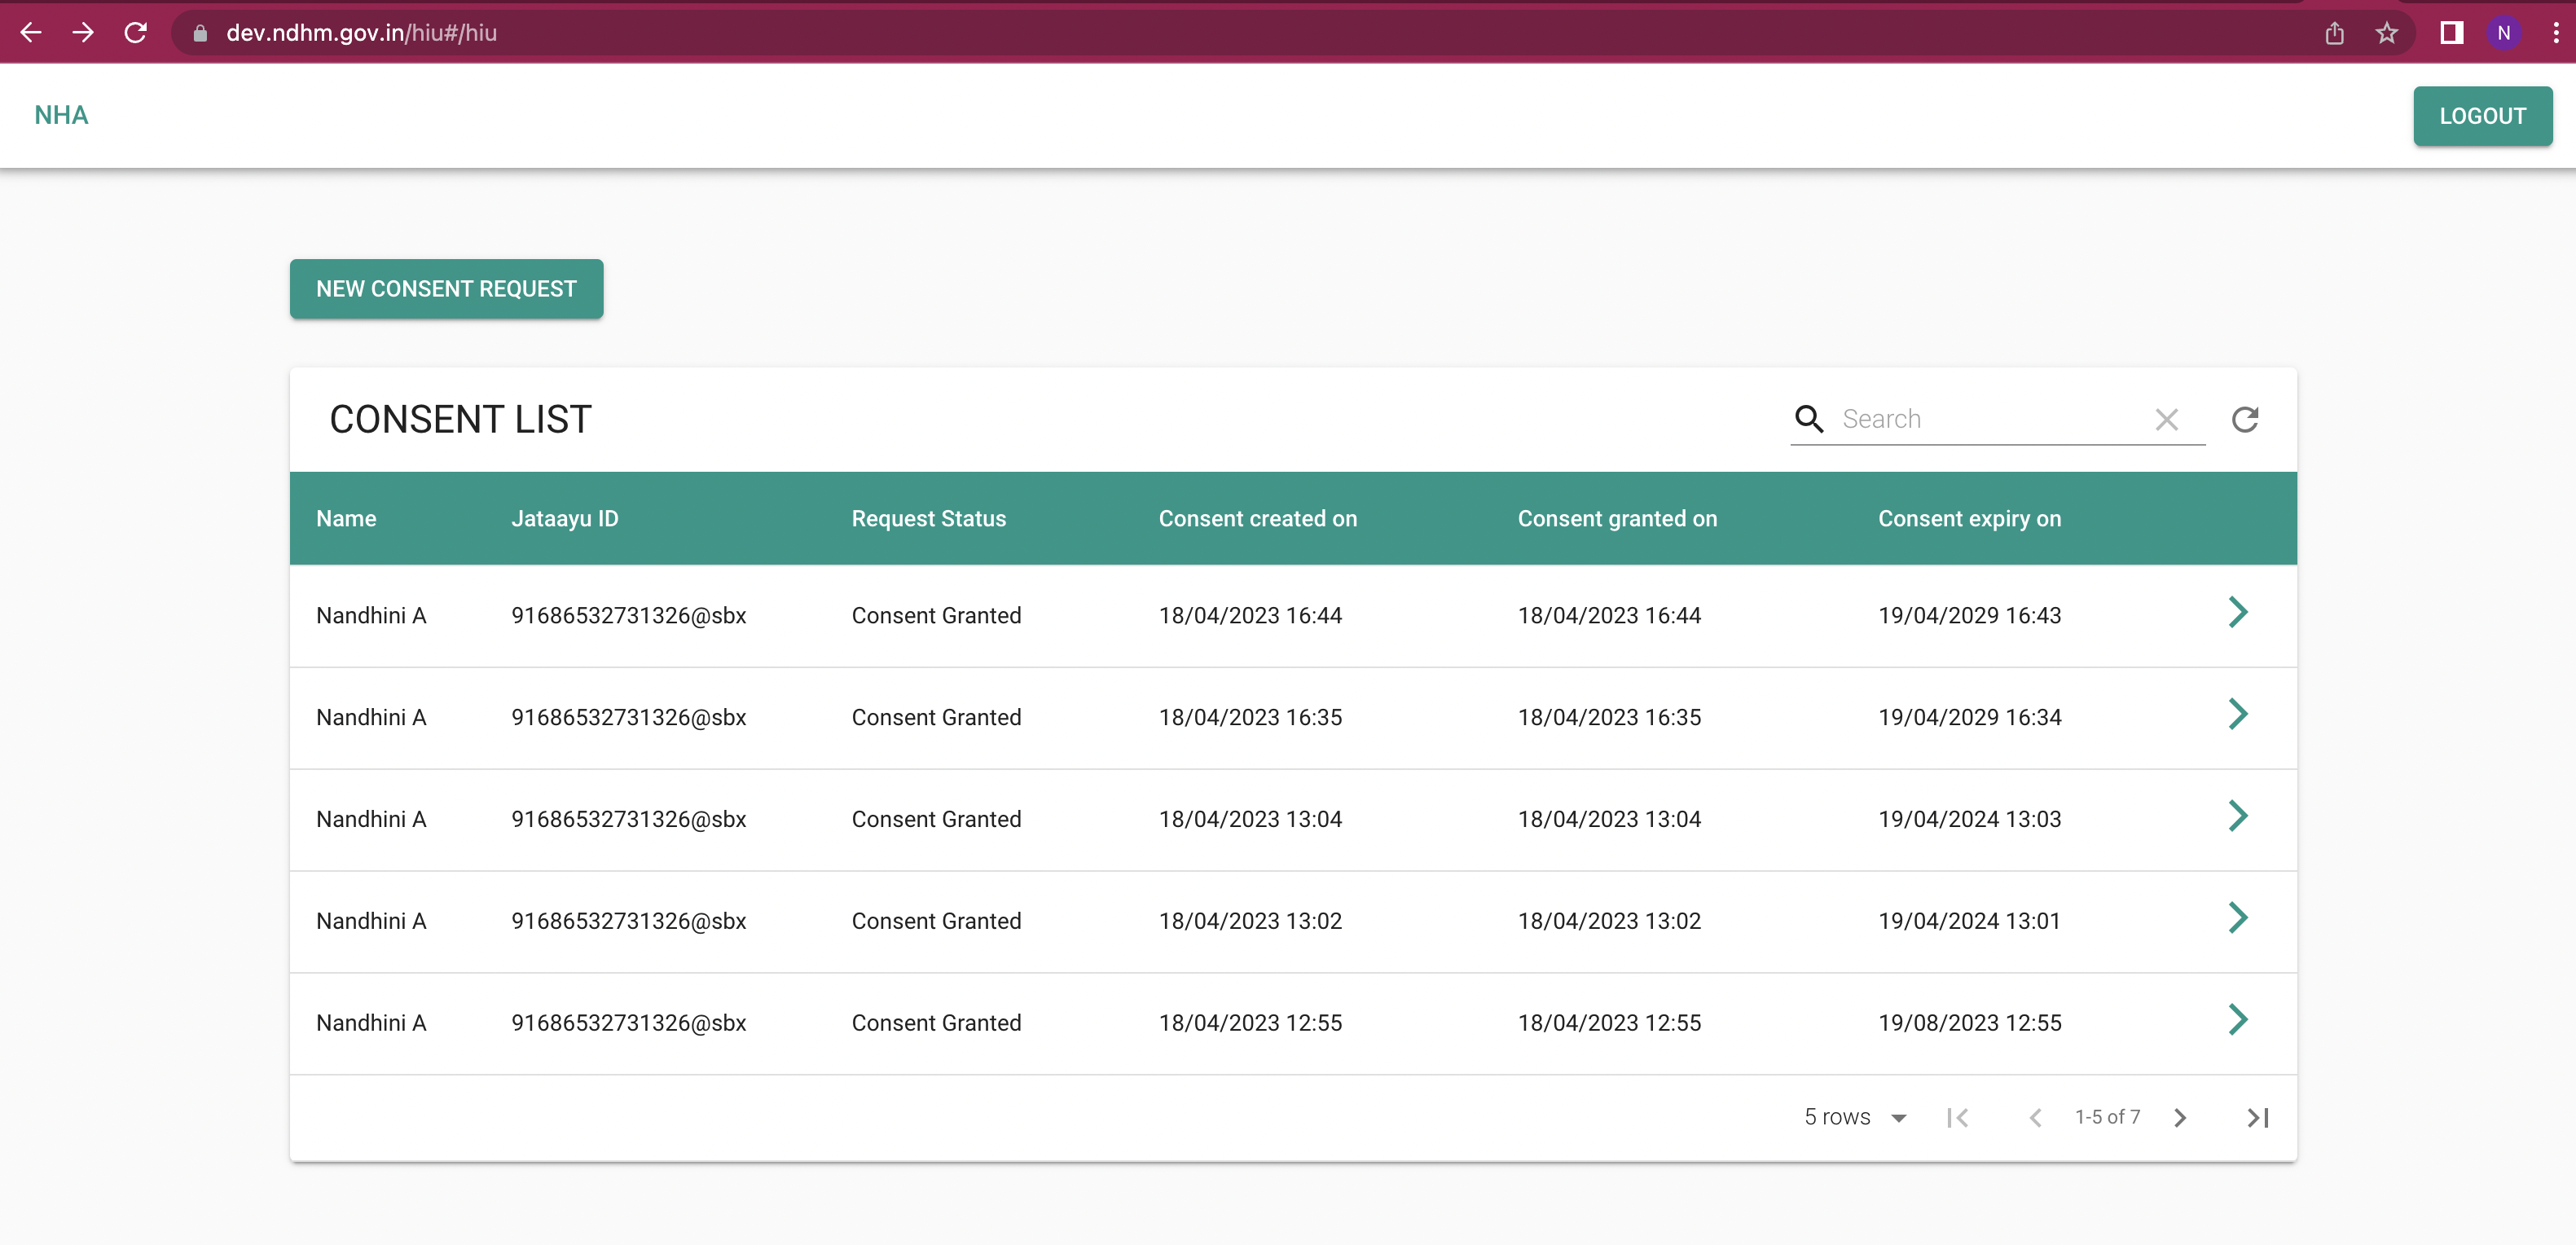 dev.ndhm.gov.in/hiu#/hiu
N
NHA
LOGOUT
NEW CONSENT REQUEST
CONSENT LIST
Search
Name Jataayu ID Request Status Consent created on Consent granted on Consent expiry on
Nandhini A 91686532731326@sbx Consent Granted 18/04/2023 16:44 18/04/2023 16:44 19/04/2029 16:43
Nandhini A 91686532731326@sbx Consent Granted 18/04/2023 16:35 18/04/2023 16:35 19/04/2029 16:34
Nandhini A 91686532731326@sbx Consent Granted 18/04/2023 13:04 18/04/2023 13:04 19/04/2024 13:03
Nandhini A 91686532731326@sbx Consent Granted 18/04/2023 13:02 18/04/2023 13:02 19/04/2024 13:01
Nandhini A 91686532731326@sbx Consent Granted 18/04/2023 12:55 18/04/2023 12:55 19/08/2023 12:55
5 rows 1-5 of 7